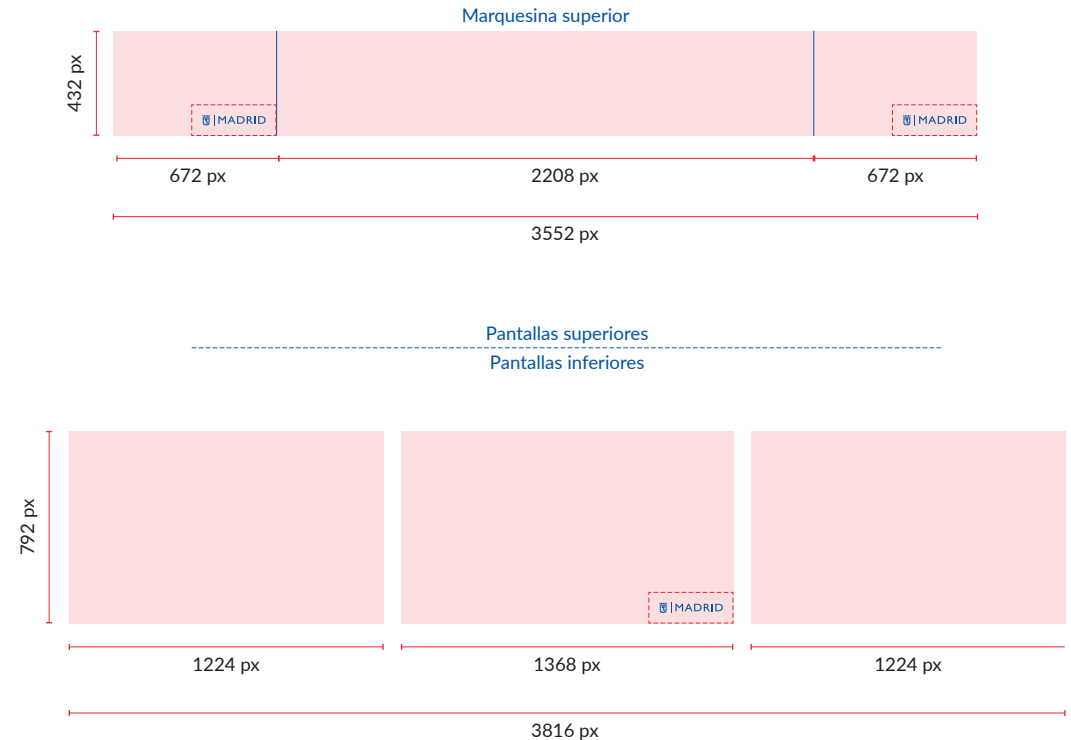 Marquesina superior
432 px
MADRID
MADRID
672 px
2208 px
672 px
3552 px
Pantallas superiores
Pantallas inferiores
792 px
MADRID
1224 px
1368 px
1224 px
3816 px